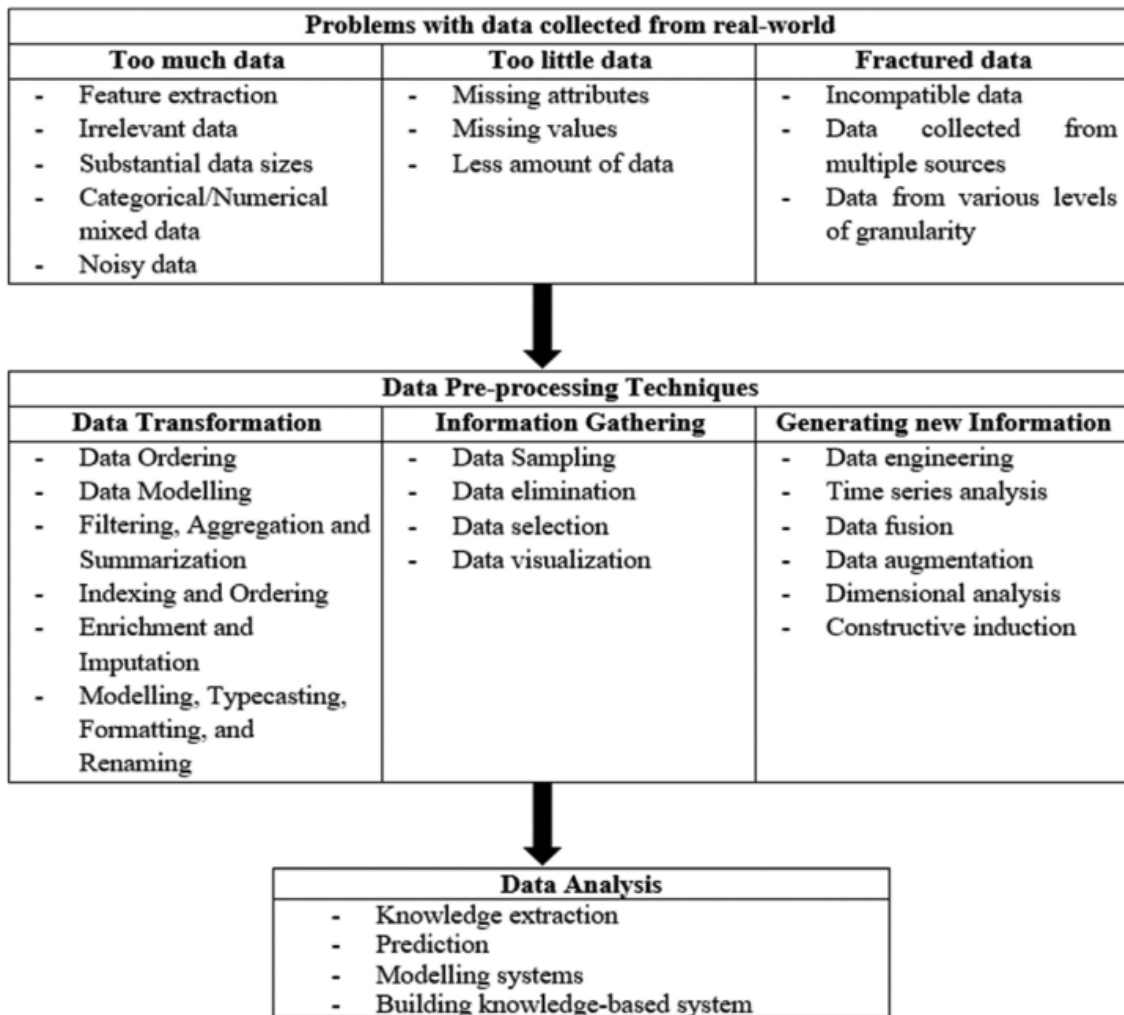 Problems with data collected from real-world
Too much data
- Feature extraction
- Irrelevant data
- Substantial data sizes
- Categorical/Numerical
mixed data
- Noisy data
Too little data
- Missing attributes
- Missing values
- Less amount of data
Fractured data
- Incompatible data
- Data collected from
multiple sources
- Data from various levels
of granularity
Data Pre-processing Techniques
Data Transformation
- Data Ordering
- Data Modelling
- Filtering, Aggregation and
Summarization
- Indexing and Ordering
- Enrichment and
Imputation
- Modelling, Typecasting,
Formatting, and
Renaming
Information Gathering
- Data Sampling
- Data elimination
- Data selection
- Data visualization
Generating new Information
- Data engineering
- Time series analysis
- Data fusion
- Data augmentation
- Dimensional analysis
- Constructive induction
Data Analysis
- Knowledge extraction
- Prediction
- Modelling systems
- Building knowledge-based system